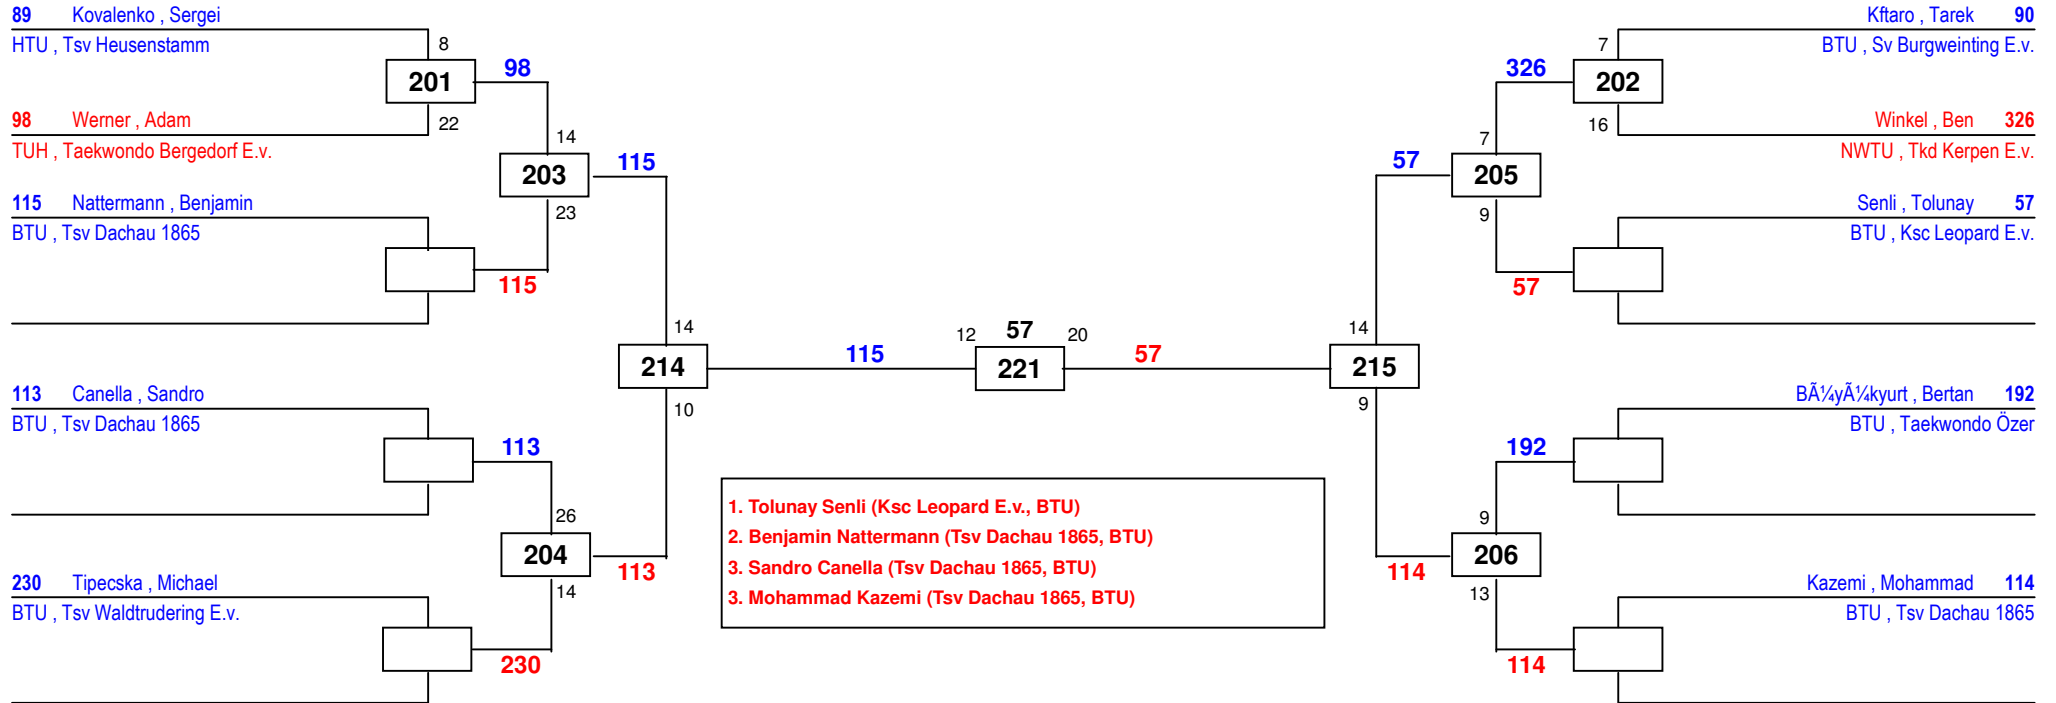 89 Kovalenko , Sergei
HTU , Tsv Heusenstamm
8
201
98
22
98 Werner , Adam
TUH , Taekwondo Bergedorf E.v.
14
203
115
23
115 Nattermann , Benjamin
BTU , Tsv Dachau 1865
115
14
214
115
10
113 Canella , Sandro
BTU , Tsv Dachau 1865
113
26
204
113
14
230 Tipecska , Michael
BTU , Tsv Waldtrudering E.v.
230
12 57 20
221
57
1. Tolunay Senli (Ksc Leopard E.v., BTU)
2. Benjamin Nattermann (Tsv Dachau 1865, BTU)
3. Sandro Canella (Tsv Dachau 1865, BTU)
3. Mohammad Kazemi (Tsv Dachau 1865, BTU)
Kftaro , Tarek 90
BTU , Sv Burgweinting E.v.
7
326
202
16
Winkel , Ben 326
NWTU , Tkd Kerpen E.v.
7
57
205
9
Senli , Tolunay 57
BTU , Ksc Leopard E.v.
57
14
215
9
BÃ¼yÃ¼kyurt , Bertan 192
BTU , Taekwondo Özer
192
9
206
114
13
Kazemi , Mohammad 114
BTU , Tsv Dachau 1865
114